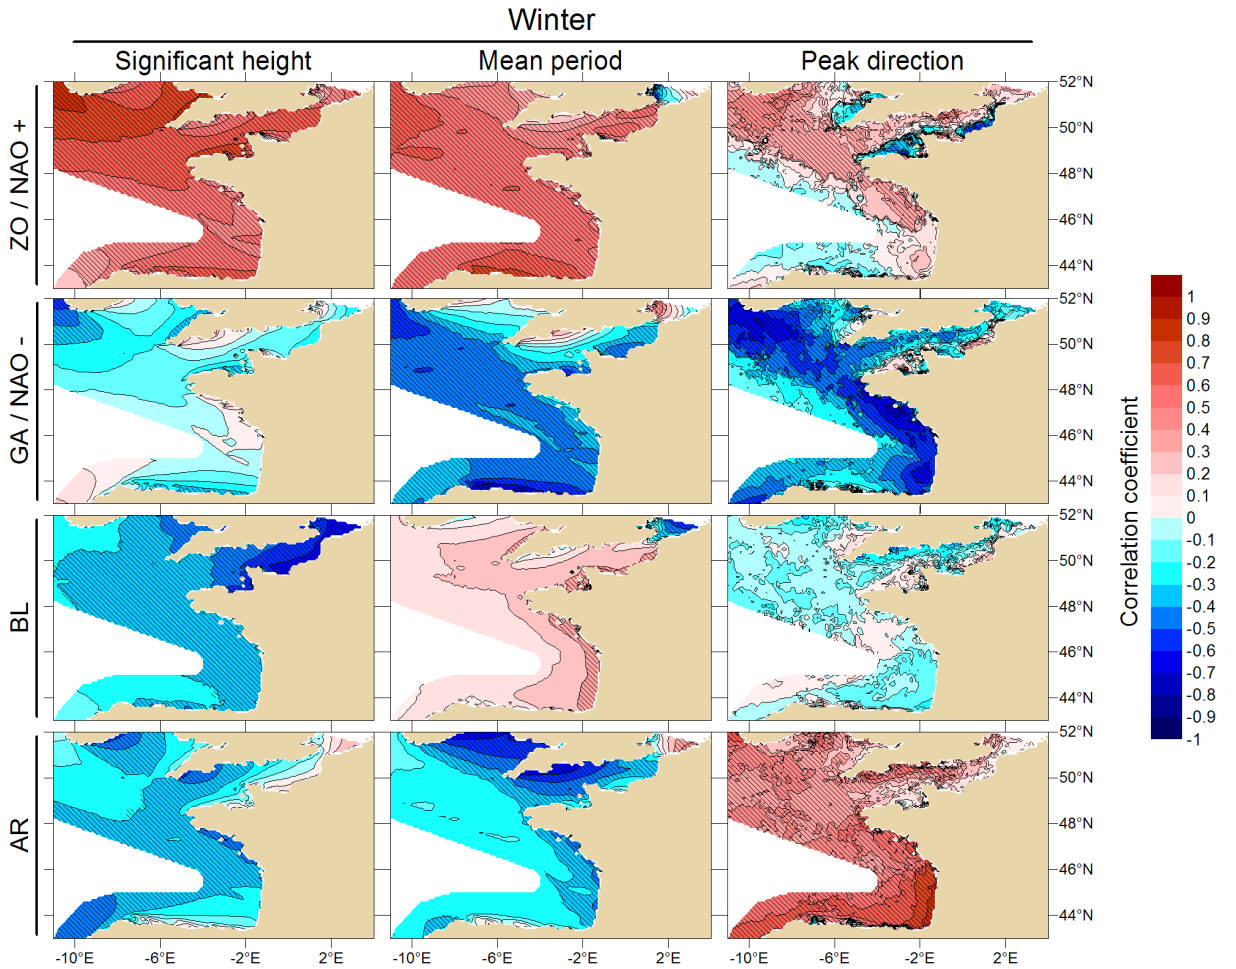 Winter
Significant height
Mean period
Peak direction
ZO / NAO +
52°N
50°N
48°N
46°N
44°N
GA / NAO -
52°N
50°N
48°N
46°N
44°N
BL
52°N
50°N
48°N
46°N
44°N
AR
52°N
50°N
48°N
46°N
44°N
-10°E
-6°E
-2°E
2°E
-10°E
-6°E
-2°E
2°E
-10°E
-6°E
-2°E
2°E
Correlation coefficient
1
0.9
0.8
0.7
0.6
0.5
0.4
0.3
0.2
0.1
0
-0.1
-0.2
-0.3
-0.4
-0.5
-0.6
-0.7
-0.8
-0.9
-1